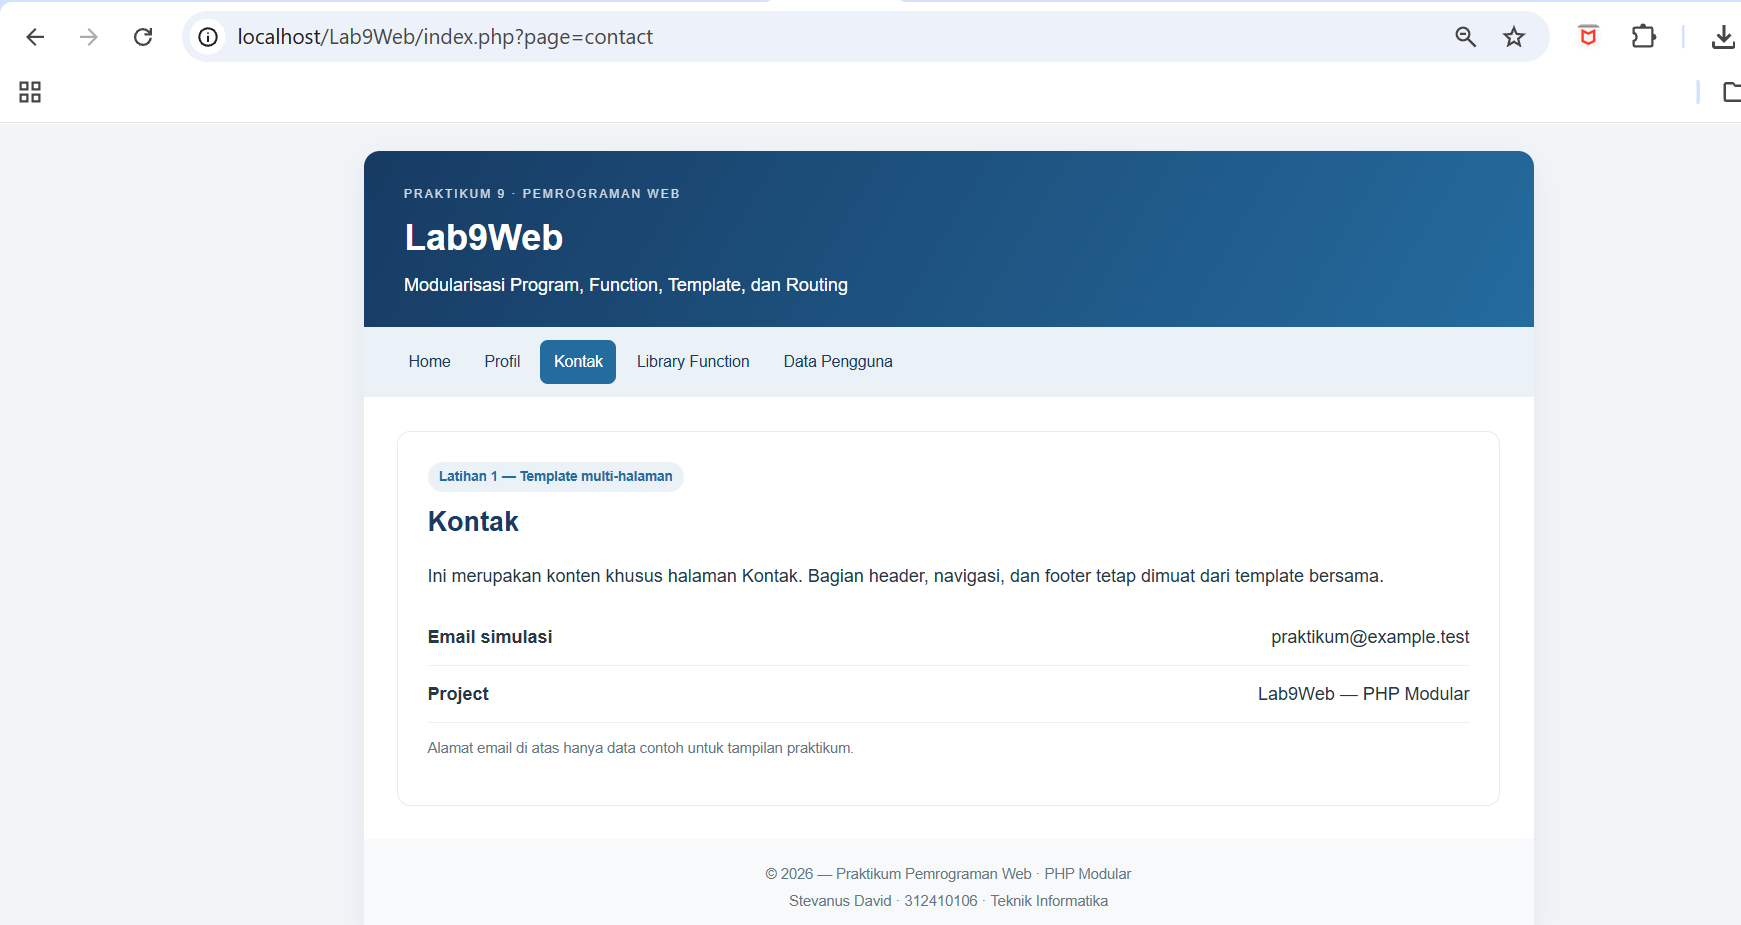 localhost/Lab9Web/index.php?page=contact
PRAKTIKUM 9 · PEMROGRAMAN WEB
Lab9Web
Modularisasi Program, Function, Template, dan Routing
Home Profil Kontak Library Function Data Pengguna
Latihan 1 — Template multi-halaman
Kontak
Ini merupakan konten khusus halaman Kontak. Bagian header, navigasi, dan footer tetap dimuat dari template bersama.
Email simulasi praktikum@example.test
Project Lab9Web — PHP Modular
Alamat email di atas hanya data contoh untuk tampilan praktikum.
© 2026 — Praktikum Pemrograman Web · PHP Modular
Stevanus David · 312410106 · Teknik Informatika